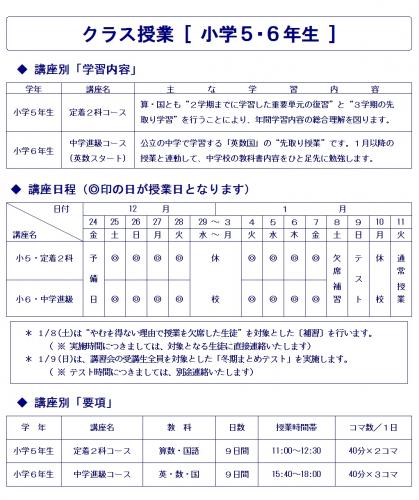 クラス授業 [ 小学５・６年生 ]
◆ 講座別「学習内容」
学年 講座名 主な学習内容
小学５年生 定着２科コース 算・国とも“２学期までに学習した重要単元の復習”と“３学期の先
取り学習”を行うことにより、年間学習内容の総合理解を図ります。
小学６年生 中学進級コース
（英数スタート） 公立の中学で学習する「英数国」の“先取り授業”です。１月以降の
授業と連動して、中学校の教科書内容をひと足先に勉強します。
◆ 講座日程（◎印の日が授業日となります）
日付 12 月 1 月
講座名 24 25 26 27 28 29 ～ 3 4 5 6 7 8 9 10 11
金 土 日 月 火 水 ～ 月 火 水 木 金 土 日 月 火
小５・定着２科 予備日 ◎ ◎ ◎ ◎ 休校 ◎ ◎ ◎ ◎ 欠席補習 テスト 休校 通常授業
小６・中学進級 ◎ ◎ ◎ ◎ ◎ ◎ ◎ ◎
＊ 1/8(土)は“やむを得ない理由で授業を欠席した生徒”を対象とした〔補習〕を行います。
（ ※ 実施時間につきましては、対象となる生徒に直接連絡いたします）
＊ 1/9(日)は、講習会の受講生全員を対象とした「冬期まとめテスト」を実施します。
（ ※ テスト時間につきましては、別途連絡いたします）
◆ 講座別「要項」
学 年 講座名 教 科 日数 授業時間帯 コマ数／１日
小学５年生 定着２科コース 算数・国語 ９日間 11:00～12:30 40分×２コマ
小学６年生 中学進級コース 英・数・国 ９日間 15:40～18:00 40分×３コマ